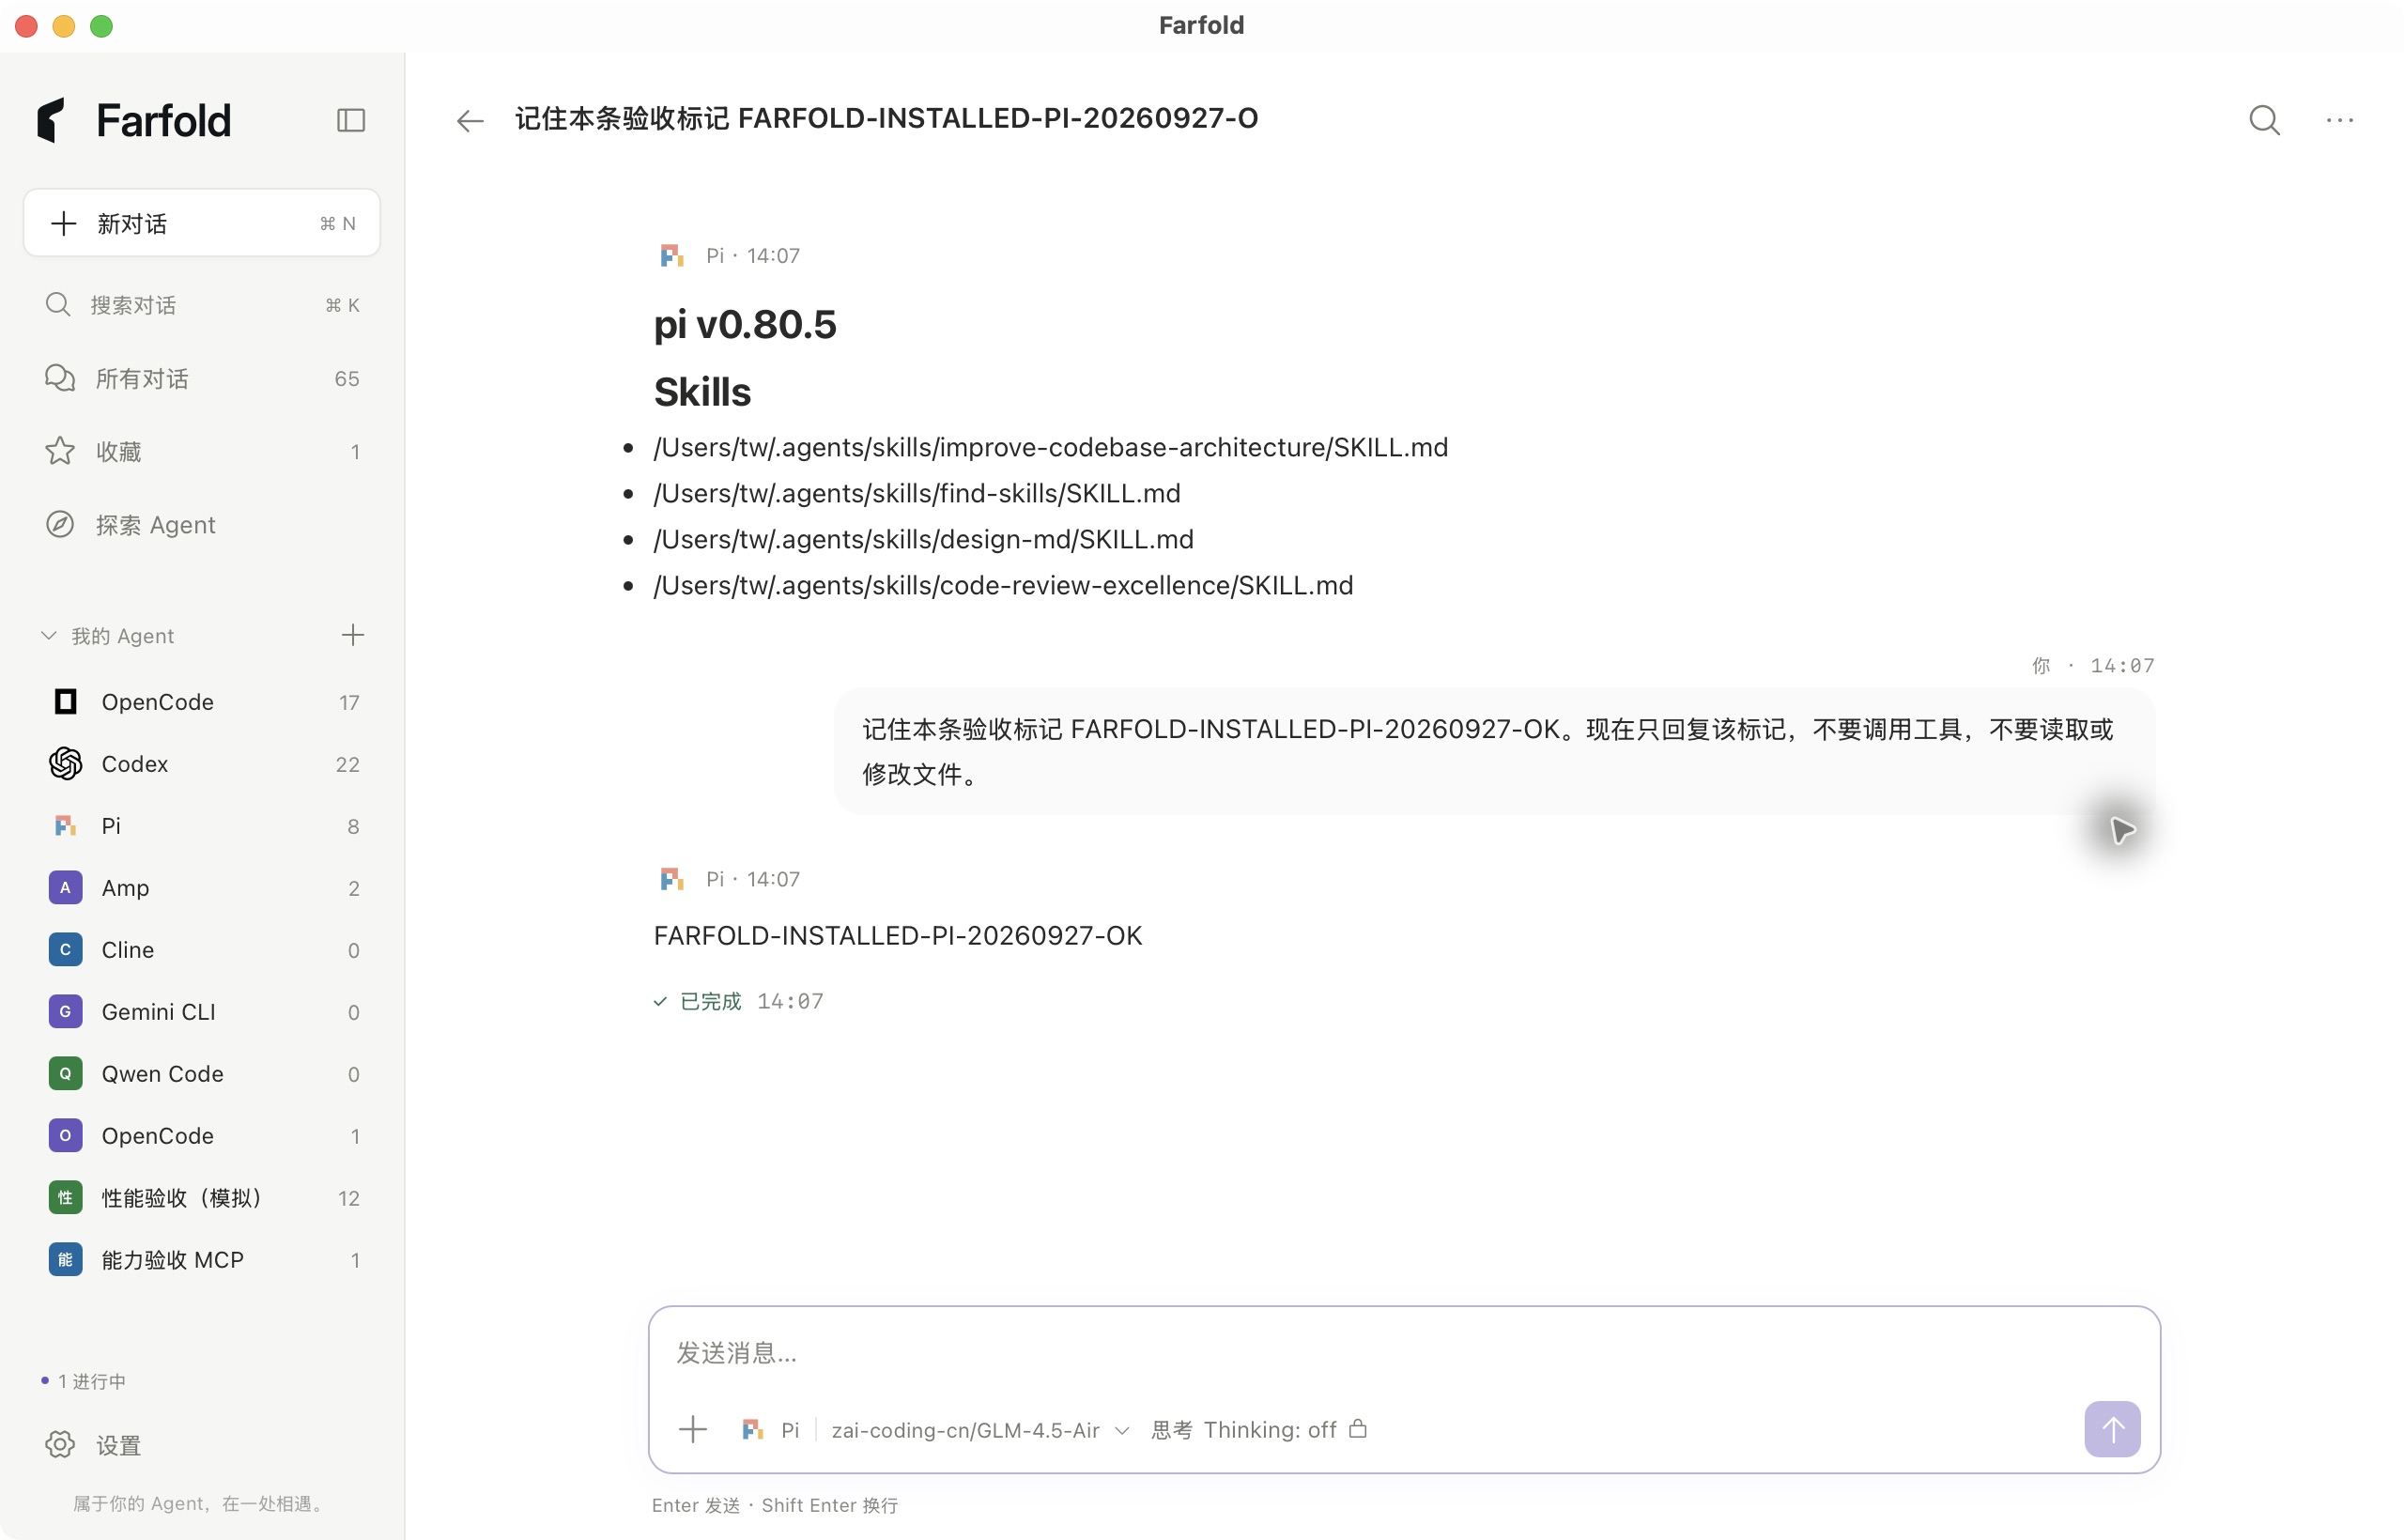 Farfold
Farfold
新对话 ⌘ N
搜索对话 ⌘ K
所有对话 65
收藏 1
探索 Agent
我的 Agent
OpenCode 17
Codex 22
Pi 8
A Amp 2
C Cline 0
G Gemini CLI 0
Q Qwen Code 0
O OpenCode 1
性 性能验收（模拟） 12
能 能力验收 MCP 1
1 进行中
设置
属于你的 Agent，在一处相遇。
记住本条验收标记 FARFOLD-INSTALLED-PI-20260927-O
Pi · 14:07
pi v0.80.5
Skills
/Users/tw/.agents/skills/improve-codebase-architecture/SKILL.md
/Users/tw/.agents/skills/find-skills/SKILL.md
/Users/tw/.agents/skills/design-md/SKILL.md
/Users/tw/.agents/skills/code-review-excellence/SKILL.md
你 · 14:07
记住本条验收标记 FARFOLD-INSTALLED-PI-20260927-OK。现在只回复该标记，不要调用工具，不要读取或
修改文件。
Pi · 14:07
FARFOLD-INSTALLED-PI-20260927-OK
已完成 14:07
发送消息...
Pi zai-coding-cn/GLM-4.5-Air 思考 Thinking: off
Enter 发送 · Shift Enter 换行